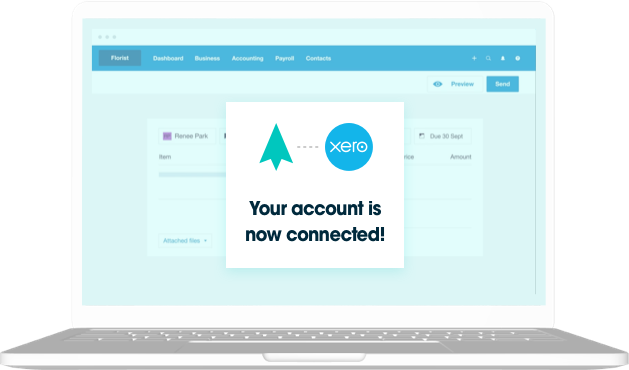 Florist Dashboard Business Accounting Payroll Contacts
Preview Send
Renee Park Due 30 Sept
Item Amount
xero
Your account is
now connected!
Attached files